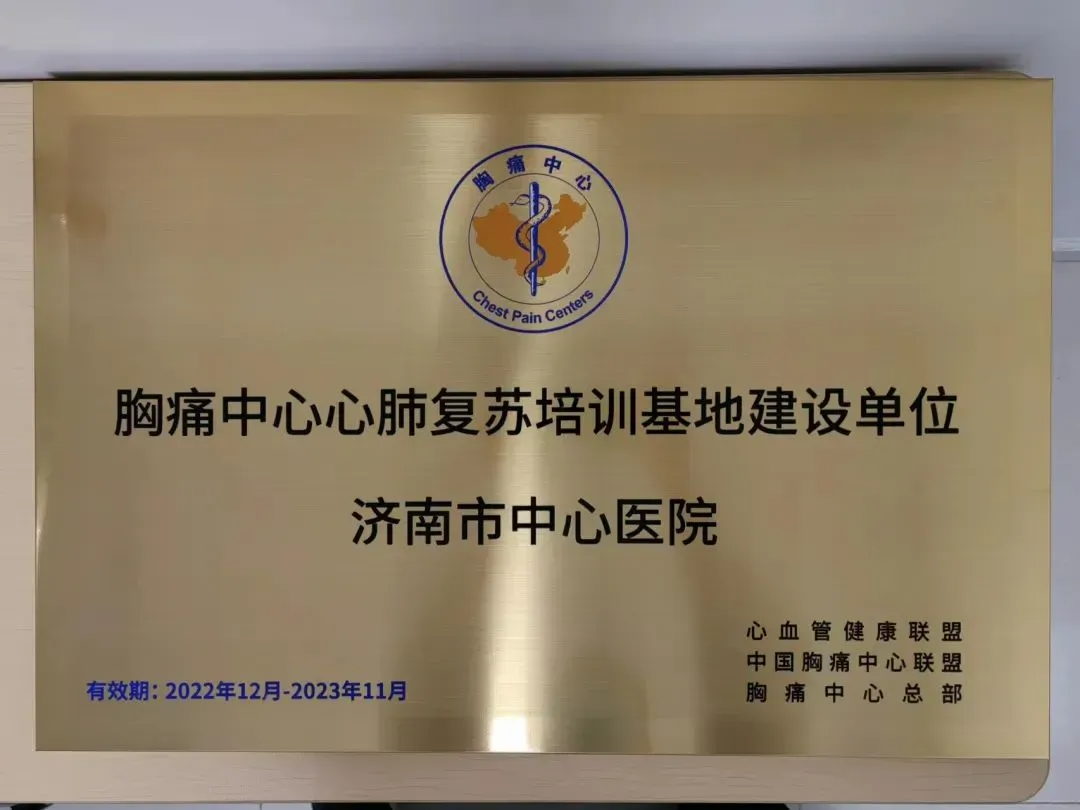 胸痛中心
Chest Pain Centers
胸痛中心心肺复苏培训基地建设单位
济南市中心医院
心血管健康联盟
中国胸痛中心联盟
胸痛中心总部
有效期：2022年12月-2023年11月